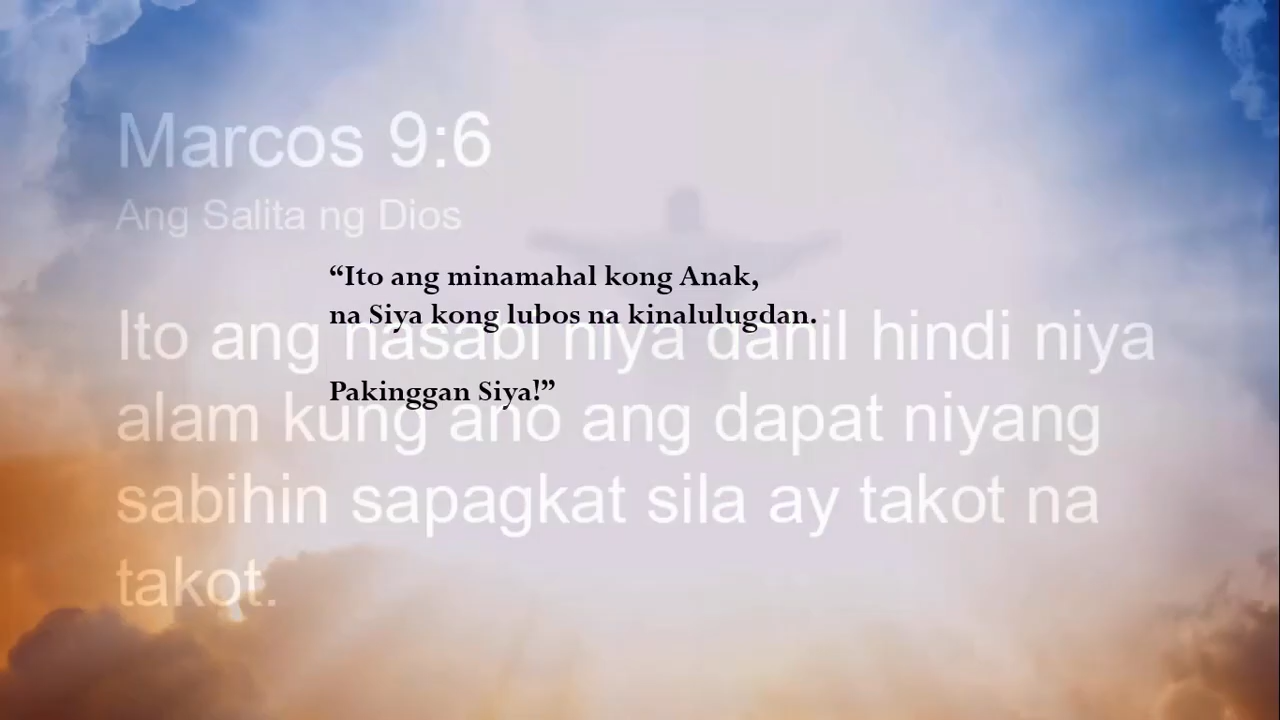 Marcos 9:6
Ang Salita ng Dios
“Ito ang minamahal kong Anak,
na Siya kong lubos na kinalulugdan.
Ito ang nasabi niya dahil hindi niya
Pakinggan Siya!”
alam kung ano ang dapat niyang
sabihin sapagkat sila ay takot na
takot.